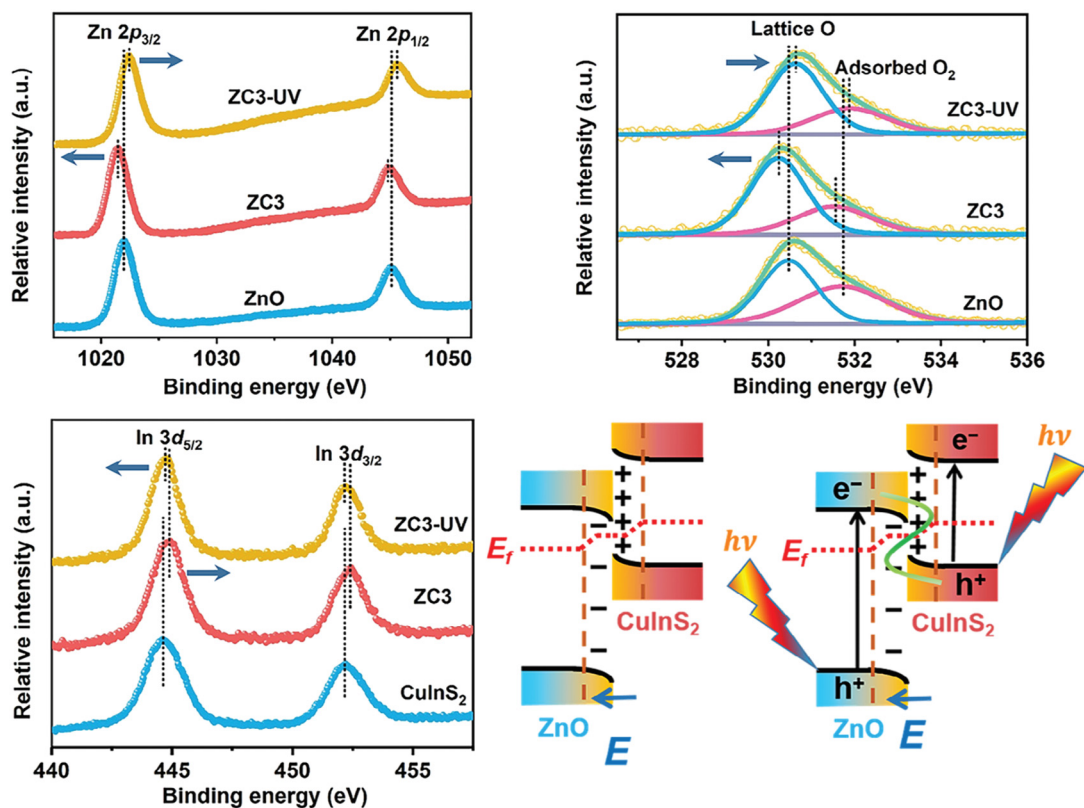 Zn 2p3/2
Zn 2p1/2
ZC3-UV
ZC3
ZnO
Relative intensity (a.u.)
1020
1030
1040
1050
Binding energy (eV)
Lattice O
Adsorbed O2
ZC3-UV
ZC3
ZnO
Relative intensity (a.u.)
528
530
532
534
536
Binding energy (eV)
In 3d5/2
In 3d3/2
ZC3-UV
ZC3
CuInS2
Relative intensity (a.u.)
440
445
450
455
Binding energy (eV)
+
+
+
+
+
−
−
−
−
−
Ef
CuInS2
ZnO
E
e−
hν
e−
+
+
+
+
+
−
−
−
−
−
Ef
hν
h+
CuInS2
h+
ZnO
E